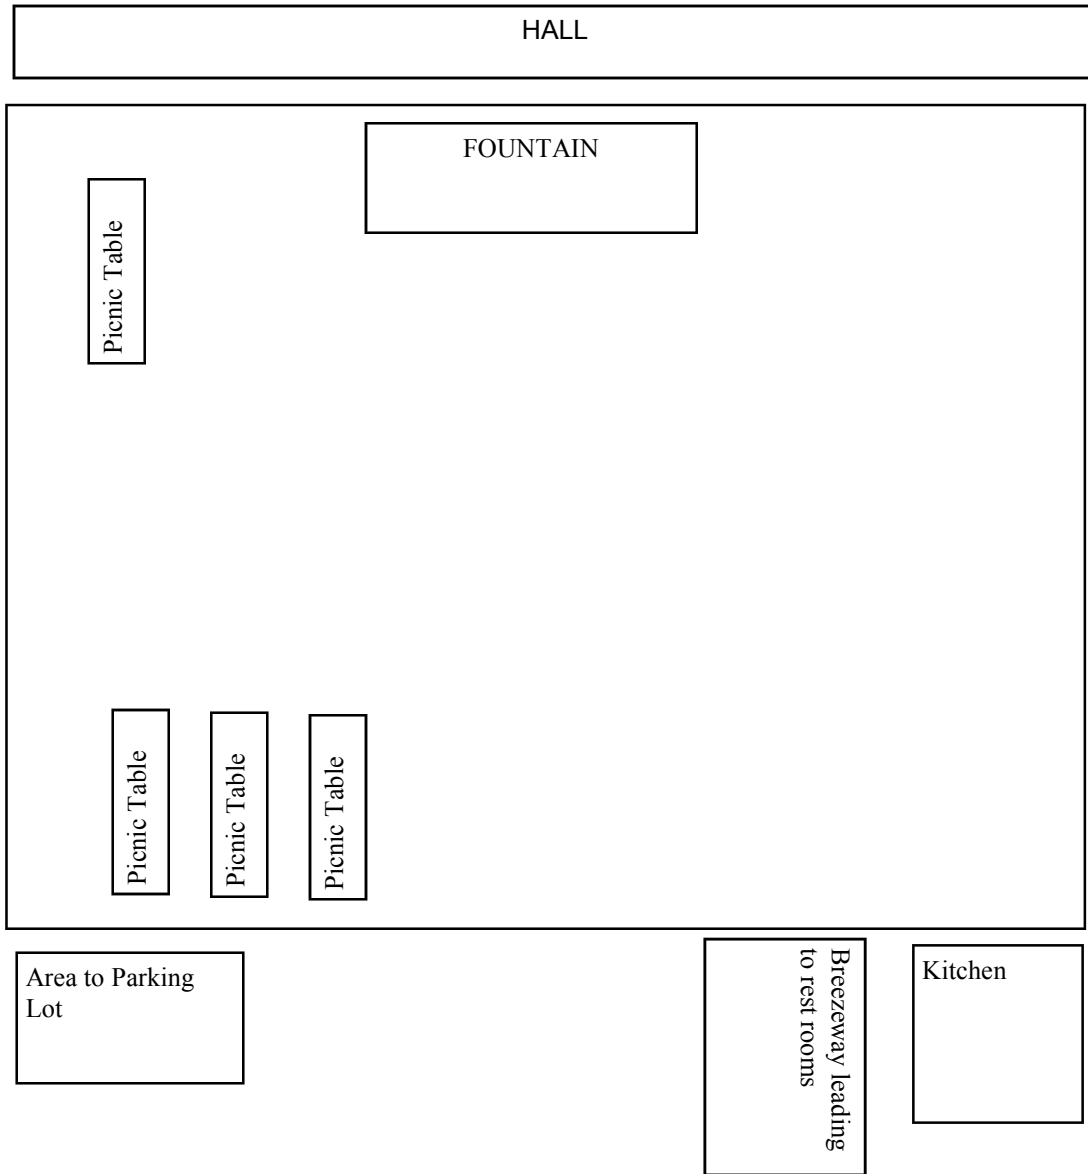 HALL
FOUNTAIN
Picnic Table
Picnic Table
Picnic Table
Picnic Table
Area to Parking
Lot
Breezeway leading
to rest rooms
Kitchen